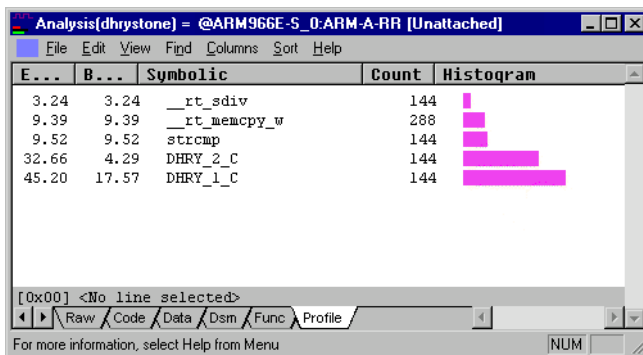 Analysis(dhrystone) = @ARM966E-S_0:ARM-A-RR [Unattached]
File Edit View Find Columns Sort Help
E... B... Symbolic Count Histogram
3.24 3.24 __rt_sdiv 144
9.39 9.39 __rt_memcpy_w 288
9.52 9.52 strcmp 144
32.66 4.29 DHRY_2_C 144
45.20 17.57 DHRY_1_C 144
[0x00] <No line selected>
Raw Code Data Dsm Func Profile
For more information, select Help from Menu NUM